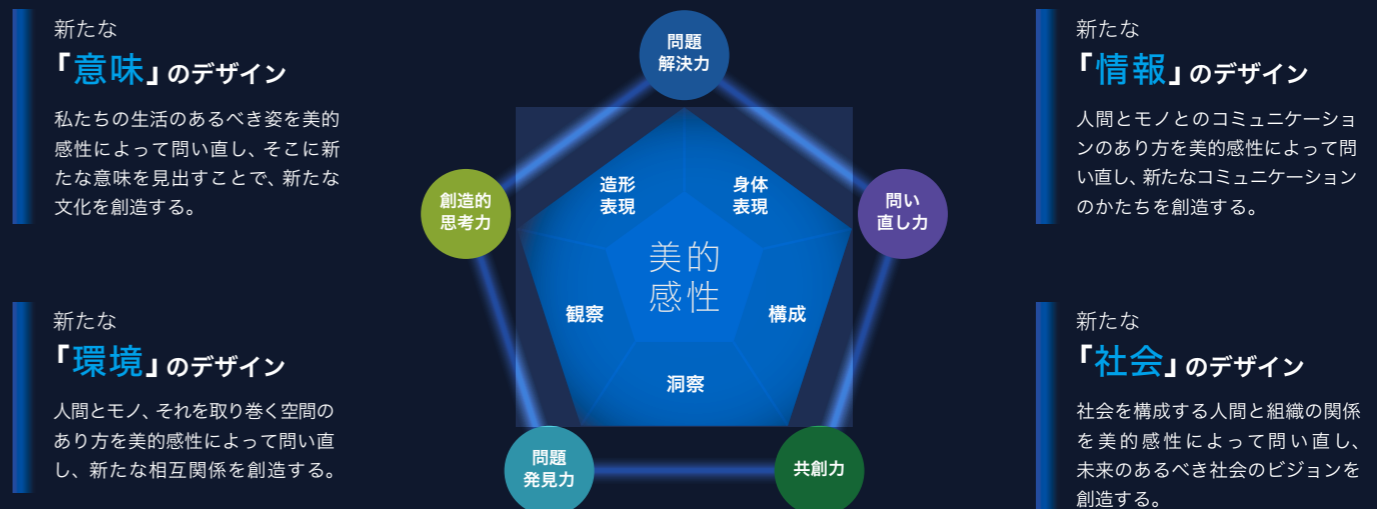 新たな
「意味」のデザイン
私たちの生活のあるべき姿を美的
感性によって問い直し、そこに新
たな意味を見出すことで、新たな
文化を創造する。
新たな
「環境」のデザイン
人間とモノ、それを取り巻く空間の
あり方を美的感性によって問い直
し、新たな相互関係を創造する。
問題
解決力
創造的
思考力
問い
直し力
造形
表現
身体
表現
美的
感性
観察
構成
洞察
問題
発見力
共創力
新たな
「情報」のデザイン
人間とモノとのコミュニケーショ
ンのあり方を美的感性によって問
い直し、新たなコミュニケーション
のかたちを創造する。
新たな
「社会」のデザイン
社会を構成する人間と組織の関係
を美的感性によって問い直し、
未来のあるべき社会のビジョンを
創造する。